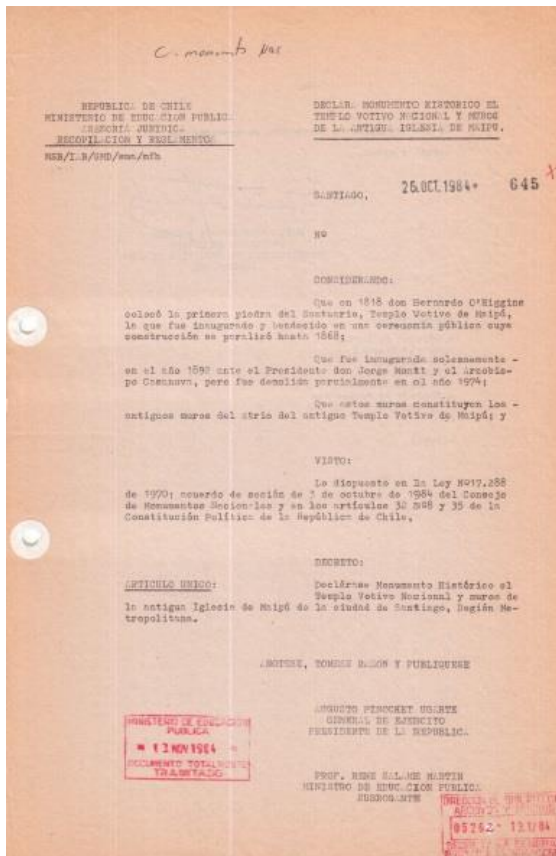 C. monumento Nac
REPUBLICA DE CHILE
MINISTERIO DE EDUCACION PUBLICA
ASESORIA JURIDICA
RECOPILACION Y REGLAMENTOS
DECLARA MONUMENTO HISTORICO EL
TEMPLO VOTIVO NACIONAL Y MUROS
DE LA ANTIGUA IGLESIA DE MAIPU.
SANTIAGO, 26.OCT.1984* 645
Nº
CONSIDERANDO:
Que en 1818 don Bernardo O'Higgins
colocó la primera piedra del Santuario, Templo Votivo de Maipú,
la que fue inaugurada y bendecido en una ceremonia pública cuya
construcción se paralizó hasta 1868;
Que fue inaugurada solemnemente -
en el año 1892 ante el Presidente don Jorge Montt y el Arzobis-
po Casanova, pero fue demolida parcialmente en el año 1974;
Que estos muros constituyen los -
antiguos muros del atrio del antiguo Templo Votivo de Maipú; y
VISTO:
Lo dispuesto en la Ley Nº17.288
de 1970; acuerdo de sesión de 3 de octubre de 1984 del Consejo
de Monumentos Nacionales y en los artículos 32 Nº8 y 35 de la
Constitución Política de la República de Chile,
DECRETO:
ARTICULO UNICO: Declárase Monumento Histórico el
Templo Votivo Nacional y muros de
la antigua Iglesia de Maipú de la ciudad de Santiago, Región Me-
tropolitana.
ANOTESE, TOMESE RAZON Y PUBLIQUESE
AUGUSTO PINOCHET UGARTE
GENERAL DE EJERCITO
PRESIDENTE DE LA REPUBLICA
MINISTERIO DE EDUCACION
PUBLICA
* 13 NOV 1984 *
DOCUMENTO TOTALMENTE
TRAMITADO
PROF. RENE SALAME MARTIN
MINISTRO DE EDUCACION PUBLICA
SUBROGANTE